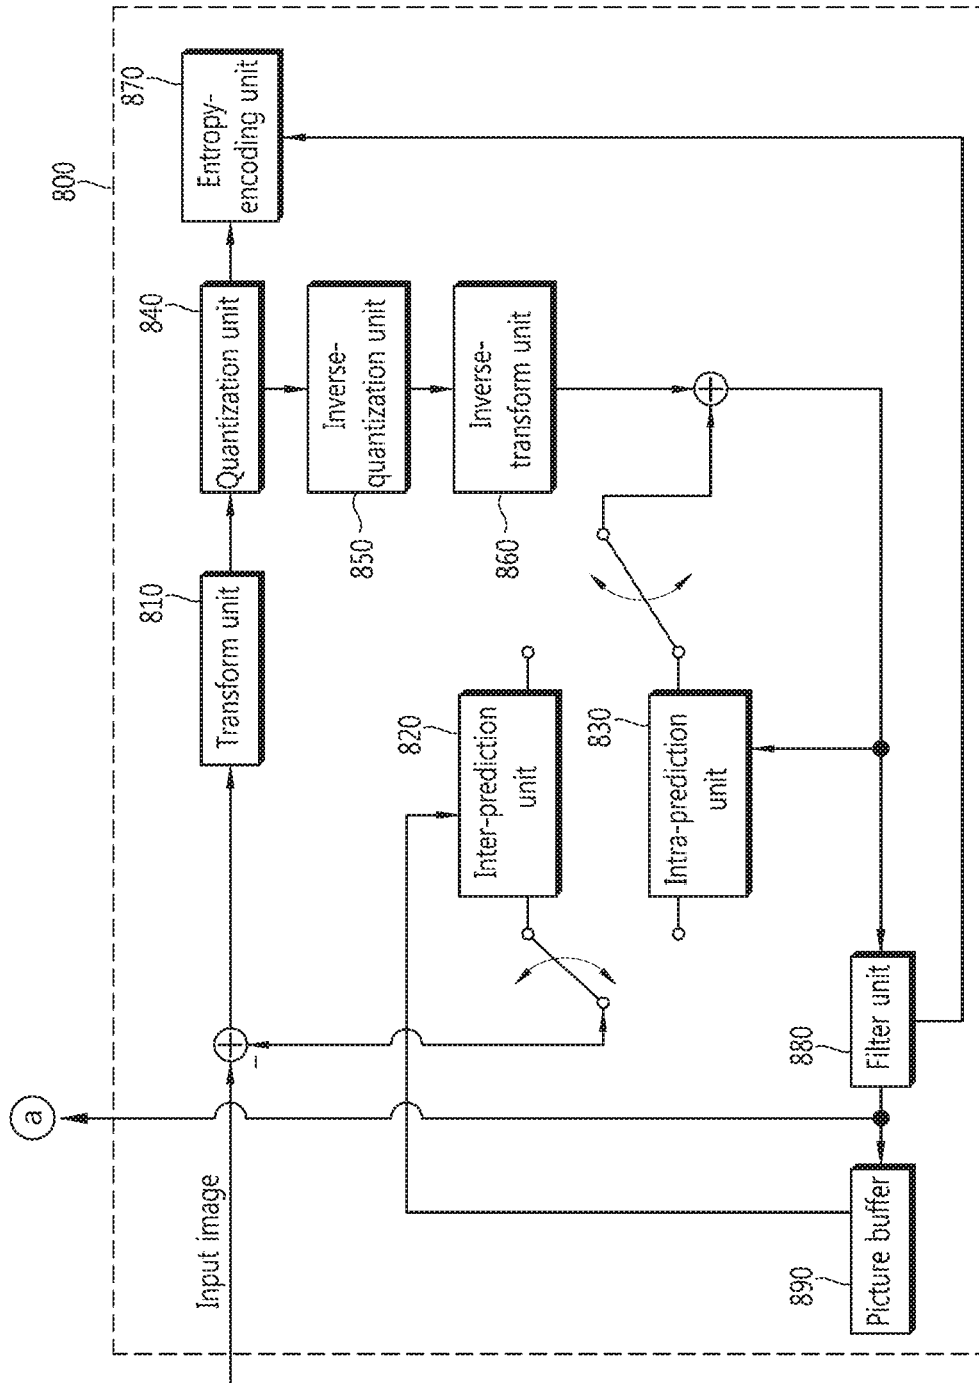 800
a
Input image
810
Transform unit
840
Quantization unit
870
Entropy-
encoding unit
850
Inverse-
quantization unit
860
Inverse-
transform unit
820
Inter-prediction
unit
830
Intra-prediction
unit
880
Filter unit
890
Picture buffer
+
−
+